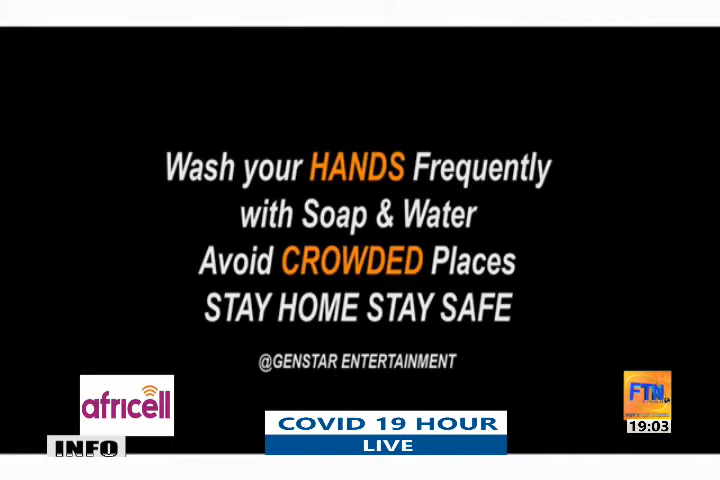 Wash your HANDS Frequently
with Soap & Water
Avoid CROWDED Places
STAY HOME STAY SAFE
@GENSTAR ENTERTAINMENT
africell
FTN
19:03
COVID 19 HOUR
LIVE
INFO